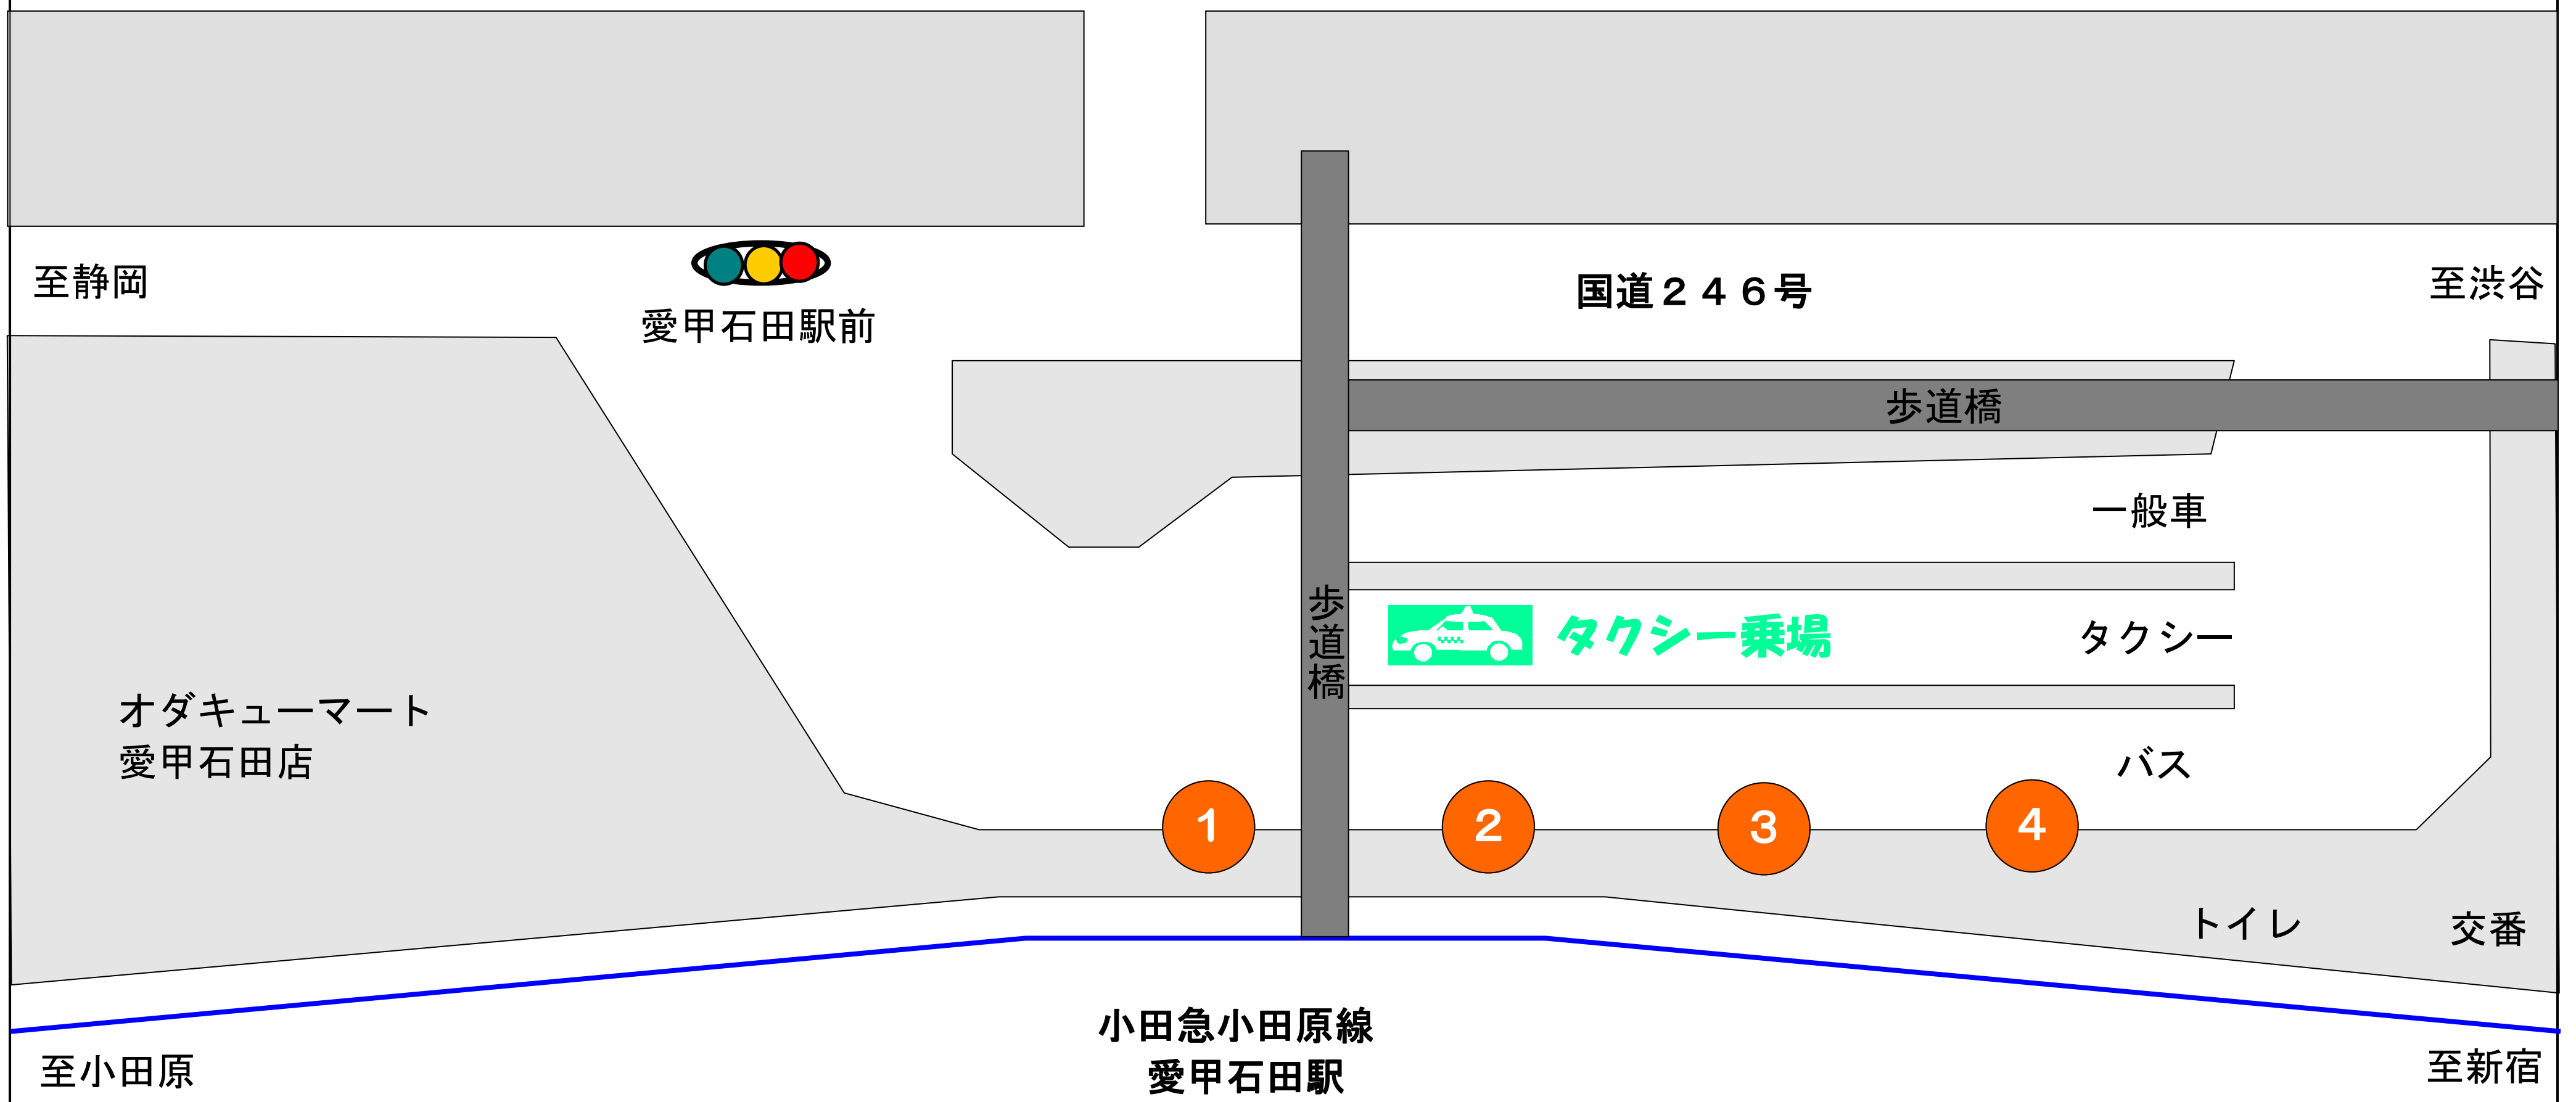 至静岡
愛甲石田駅前
国道２４６号
至渋谷
歩道橋
一般車
歩道橋
タクシー乗場
タクシー
オダキューマート
愛甲石田店
バス
１
２
３
４
トイレ
交番
小田急小田原線
愛甲石田駅
至小田原
至新宿